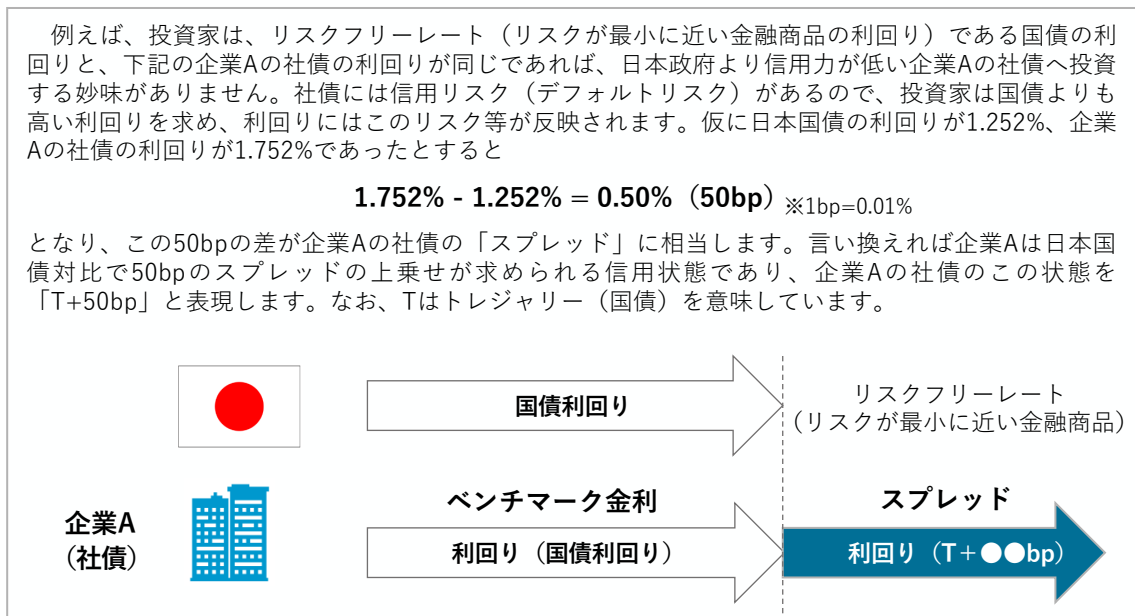 例えば、投資家は、リスクフリーレート（リスクが最小に近い金融商品の利回り）である国債の利
回りと、下記の企業Aの社債の利回りが同じであれば、日本政府より信用力が低い企業Aの社債へ投資
する妙味がありません。社債には信用リスク（デフォルトリスク）があるので、投資家は国債よりも
高い利回りを求め、利回りにはこのリスク等が反映されます。仮に日本国債の利回りが1.252%、企業
Aの社債の利回りが1.752%であったとすると
1.752% - 1.252% = 0.50%（50bp）※1bp=0.01%
となり、この50bpの差が企業Aの社債の「スプレッド」に相当します。言い換えれば企業Aは日本国
債対比で50bpのスプレッドの上乗せが求められる信用状態であり、企業Aの社債のこの状態を
「T+50bp」と表現します。なお、Tはトレジャリー（国債）を意味しています。
国債利回り
リスクフリーレート
（リスクが最小に近い金融商品）
ベンチマーク金利
スプレッド
企業A
（社債）
利回り（国債利回り）
利回り（T＋●●bp）